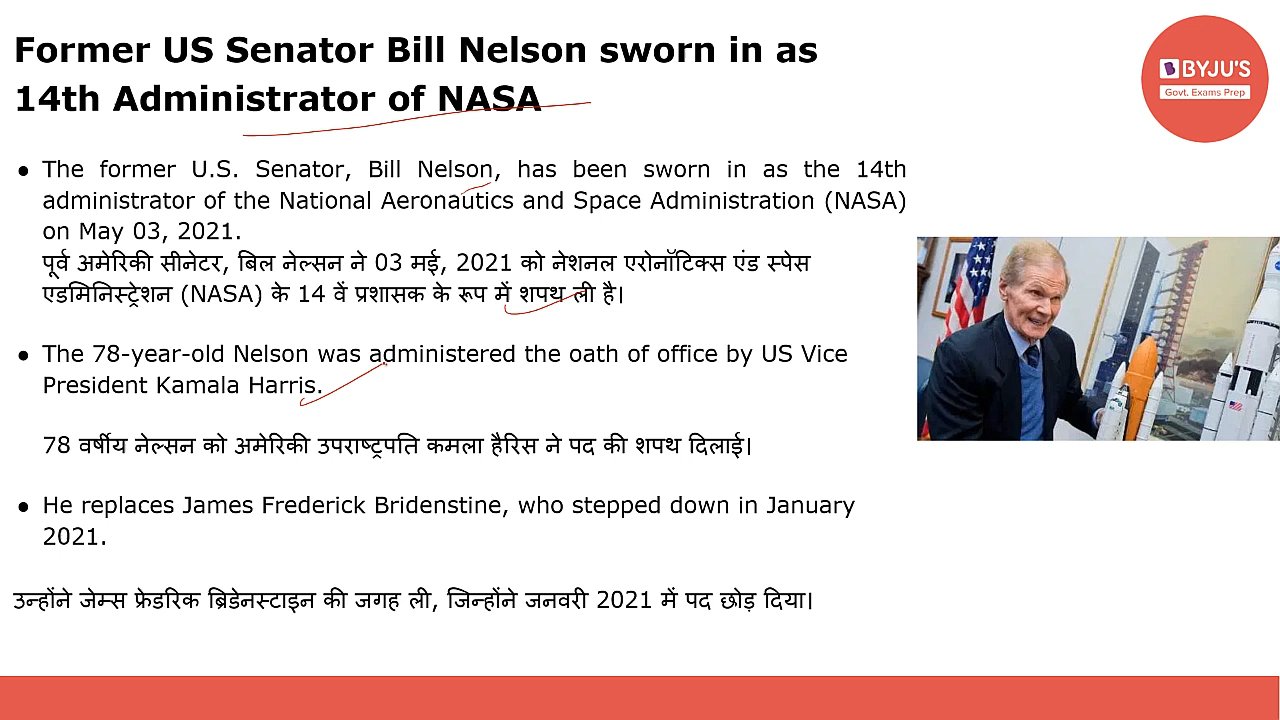 Former US Senator Bill Nelson sworn in as
14th Administrator of NASA
BYJU'S
Govt. Exams Prep
● The former U.S. Senator, Bill Nelson, has been sworn in as the 14th
administrator of the National Aeronautics and Space Administration (NASA)
on May 03, 2021.
पूर्व अमेरिकी सीनेटर, बिल नेल्सन ने 03 मई, 2021 को नेशनल एरोनॉटिक्स एंड स्पेस
एडमिनिस्ट्रेशन (NASA) के 14 वें प्रशासक के रूप में शपथ ली है।
● The 78-year-old Nelson was administered the oath of office by US Vice
President Kamala Harris.
78 वर्षीय नेल्सन को अमेरिकी उपराष्ट्रपति कमला हैरिस ने पद की शपथ दिलाई।
● He replaces James Frederick Bridenstine, who stepped down in January
2021.
उन्होंने जेम्स फ्रेडरिक ब्रिडेनस्टाइन की जगह ली, जिन्होंने जनवरी 2021 में पद छोड़ दिया।